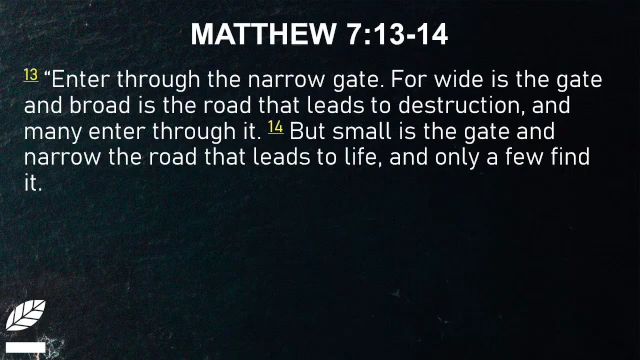 MATTHEW 7:13-14
13 “Enter through the narrow gate. For wide is the gate
and broad is the road that leads to destruction, and
many enter through it. 14 But small is the gate and
narrow the road that leads to life, and only a few find
it.